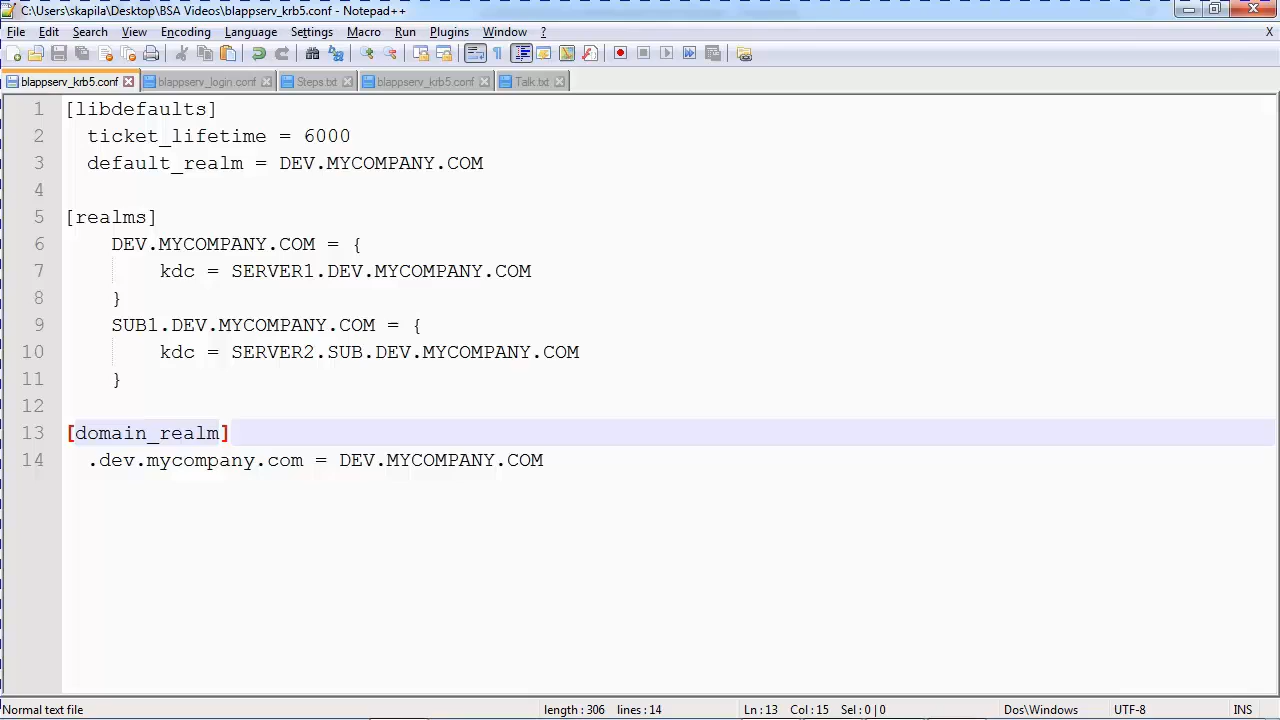 C:\Users\skapila\Desktop\BSA Videos\blappserv_krb5.conf - Notepad++
File Edit Search View Encoding Language Settings Macro Run Plugins Window ? X
blappserv_krb5.conf blappserv_login.conf Steps.txt blappserv_krb5.conf Talk.txt
1 [libdefaults]
2 ticket_lifetime = 6000
3 default_realm = DEV.MYCOMPANY.COM
4
5 [realms]
6 DEV.MYCOMPANY.COM = {
7 kdc = SERVER1.DEV.MYCOMPANY.COM
8 }
9 SUB1.DEV.MYCOMPANY.COM = {
10 kdc = SERVER2.SUB.DEV.MYCOMPANY.COM
11 }
12
13 [domain_realm]
14 .dev.mycompany.com = DEV.MYCOMPANY.COM
Normal text file length : 306 lines : 14 Ln : 13 Col : 15 Sel : 0 | 0 Dos\Windows UTF-8 INS